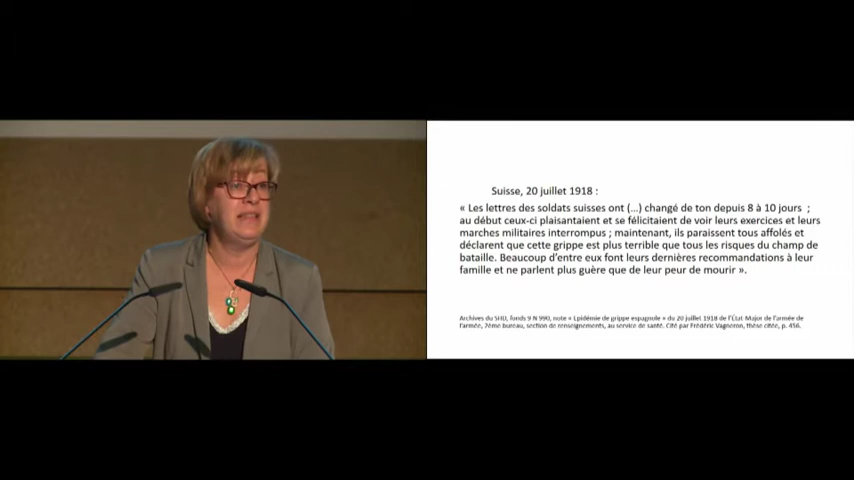 Suisse, 20 juillet 1918 :
« Les lettres des soldats suisses ont (...) changé de ton depuis 8 à 10 jours ;
au début ceux-ci plaisantaient et se félicitaient de voir leurs exercices et leurs
marches militaires interrompus ; maintenant, ils paraissent tous affolés et
déclarent que cette grippe est plus terrible que tous les risques du champ de
bataille. Beaucoup d'entre eux font leurs dernières recommandations à leur
famille et ne parlent plus guère que de leur peur de mourir ».
Archives du SHD, fonds 9 N 990, note « Epidémie de grippe espagnole » du 20 juillet 1918 de l'État Major de l'armée de
l'armée, 2ème bureau, section de renseignements, au service de santé. Cité par Frédéric Vagneron, thèse citée, p. 456.